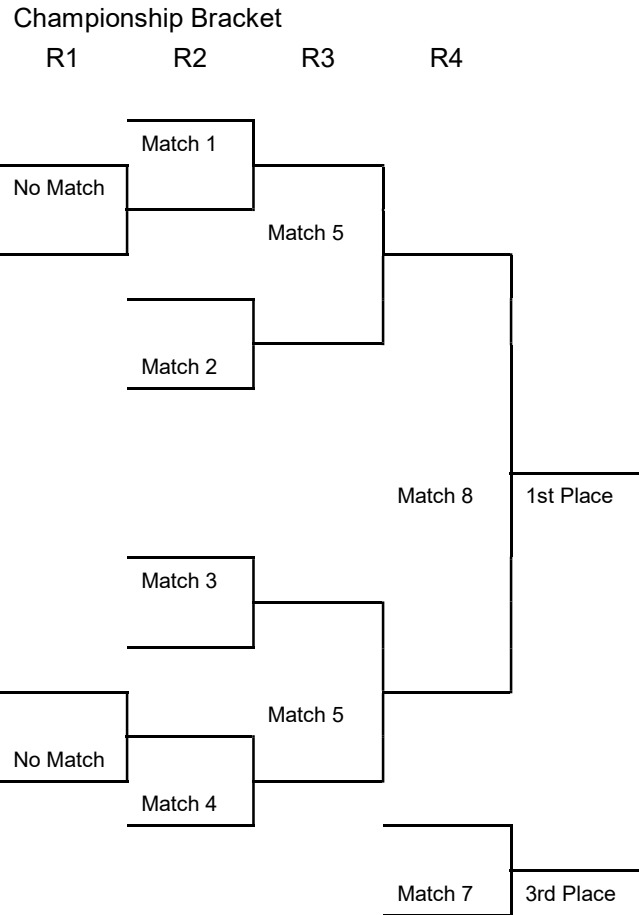 Championship Bracket
R1 R2 R3 R4
Match 1
No Match
Match 5
Match 2
Match 8 1st Place
Match 3
Match 5
No Match
Match 4
Match 7 3rd Place